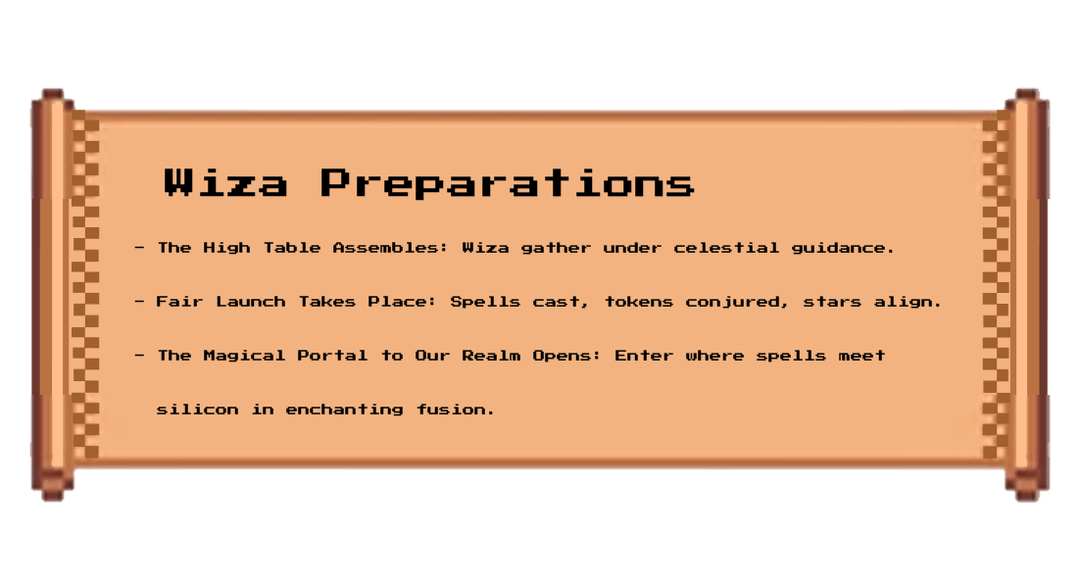 Wiza Preparations
- The High Table Assembles: Wiza gather under celestial guidance.
- Fair Launch Takes Place: Spells cast, tokens conjured, stars align.
- The Magical Portal to Our Realm Opens: Enter where spells meet
silicon in enchanting fusion.